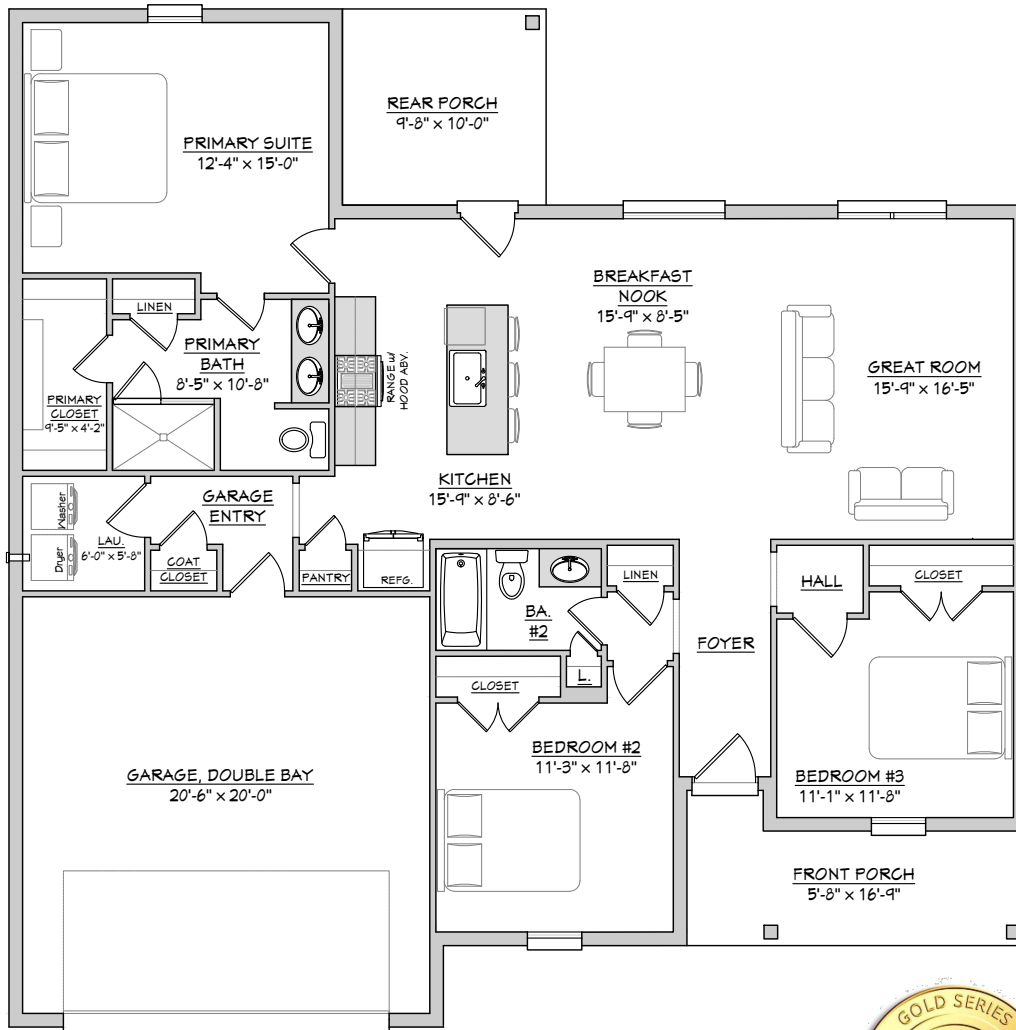 REAR PORCH
9'-8" x 10'-0"
PRIMARY SUITE
12'-4" x 15'-0"
BREAKFAST
NOOK
15'-9" x 8'-5"
LINEN
PRIMARY
BATH
8'-5" x 10'-8"
RANGE W/
HOOD ABV.
GREAT ROOM
15'-9" x 16'-5"
PRIMARY
CLOSET
9'-5" x 4'-2"
KITCHEN
15'-9" x 8'-6"
GARAGE
ENTRY
Washer
Dryer
LAU.
6'-0" x 5'-8"
COAT
CLOSET
PANTRY
REFG.
LINEN
HALL
CLOSET
BA.
#2
FOYER
L.
CLOSET
BEDROOM #2
11'-3" x 11'-8"
GARAGE, DOUBLE BAY
20'-6" x 20'-0"
BEDROOM #3
11'-1" x 11'-8"
FRONT PORCH
5'-8" x 16'-9"
GOLD SERIES